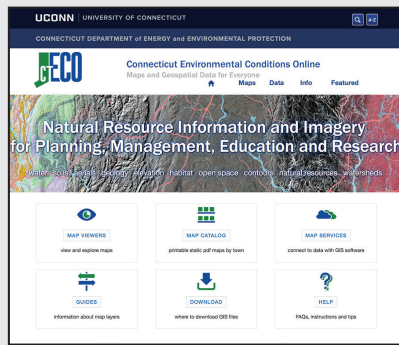 UCONN | UNIVERSITY OF CONNECTICUT
A-Z
CONNECTICUT DEPARTMENT of ENERGY and ENVIRONMENTAL PROTECTION
CTECO
Connecticut Environmental Conditions Online
Maps and Geospatial Data for Everyone
Maps Data Info Featured
Natural Resource Information and Imagery
for Planning, Management, Education and Research
water soils aerials geology elevation habitat open space contours natural resources watersheds
MAP VIEWERS
view and explore maps
MAP CATALOG
printable static pdf maps by town
MAP SERVICES
connect to data with GIS software
GUIDES
information about map layers
DOWNLOAD
where to download GIS files
HELP
FAQs, instructions and tips